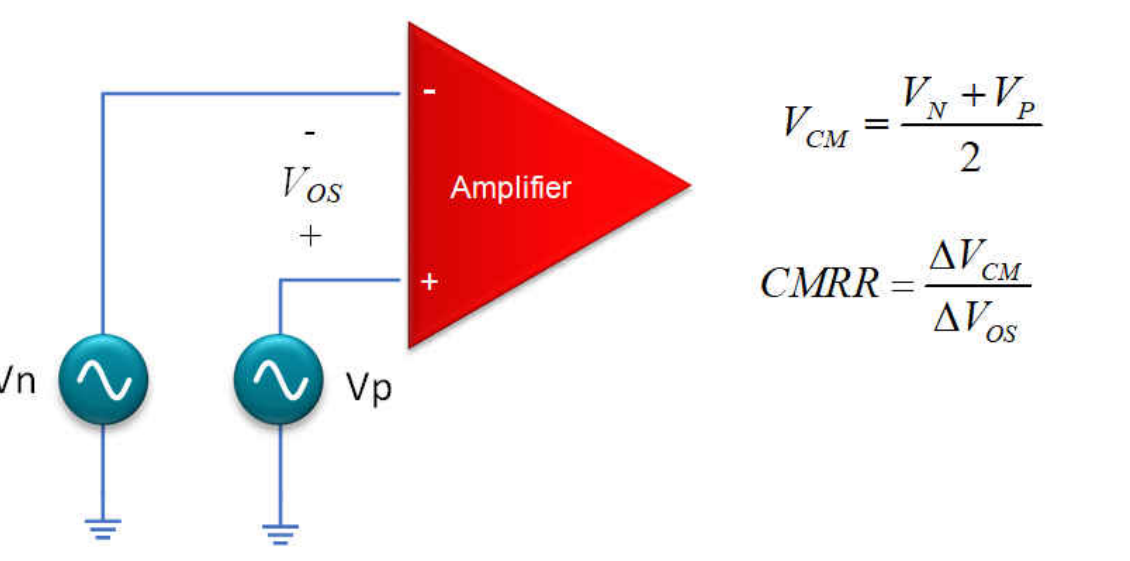 -
V_OS
+
-
Amplifier
+
Vn
Vp
V_CM = (V_N + V_P) / 2
CMRR = ΔV_CM / ΔV_OS